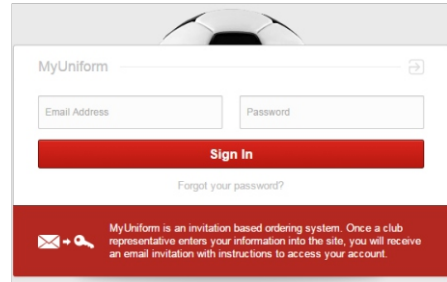 MyUniform
Email Address
Password
Sign In
Forgot your password?
MyUniform is an invitation based ordering system. Once a club
representative enters your information into the site, you will receive
an email invitation with instructions to access your account.